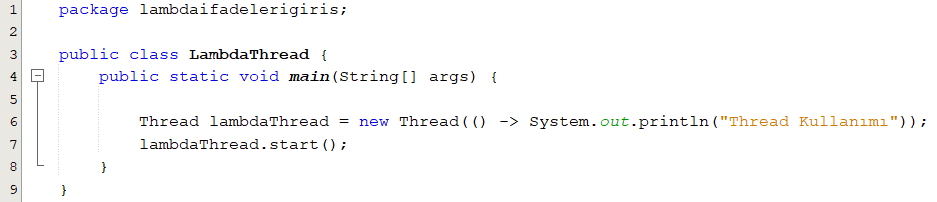 1 package lambdaifadelerigiris;
2
3 public class LambdaThread {
4 public static void main(String[] args) {
5
6 Thread lambdaThread = new Thread(() -> System.out.println("Thread Kullanımı"));
7 lambdaThread.start();
8 }
9 }